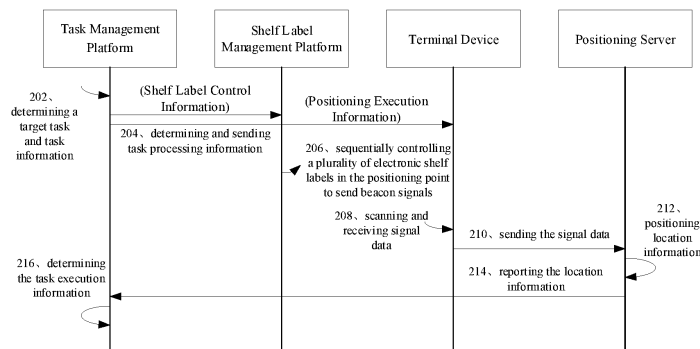 Task Management
Platform
Shelf Label
Management Platform
Terminal Device
Positioning Server
202、
determining a
target task
and task
information
(Shelf Label Control
Information)
(Positioning Execution
Information)
204、determining and sending
task processing information
206、sequentially controlling
a plurality of electronic shelf
labels in the positioning point
to send beacon signals
208、scanning and
receiving signal
data
210、sending the signal data
212、
positioning
location
information
214、reporting the location
information
216、determining
the task execution
information